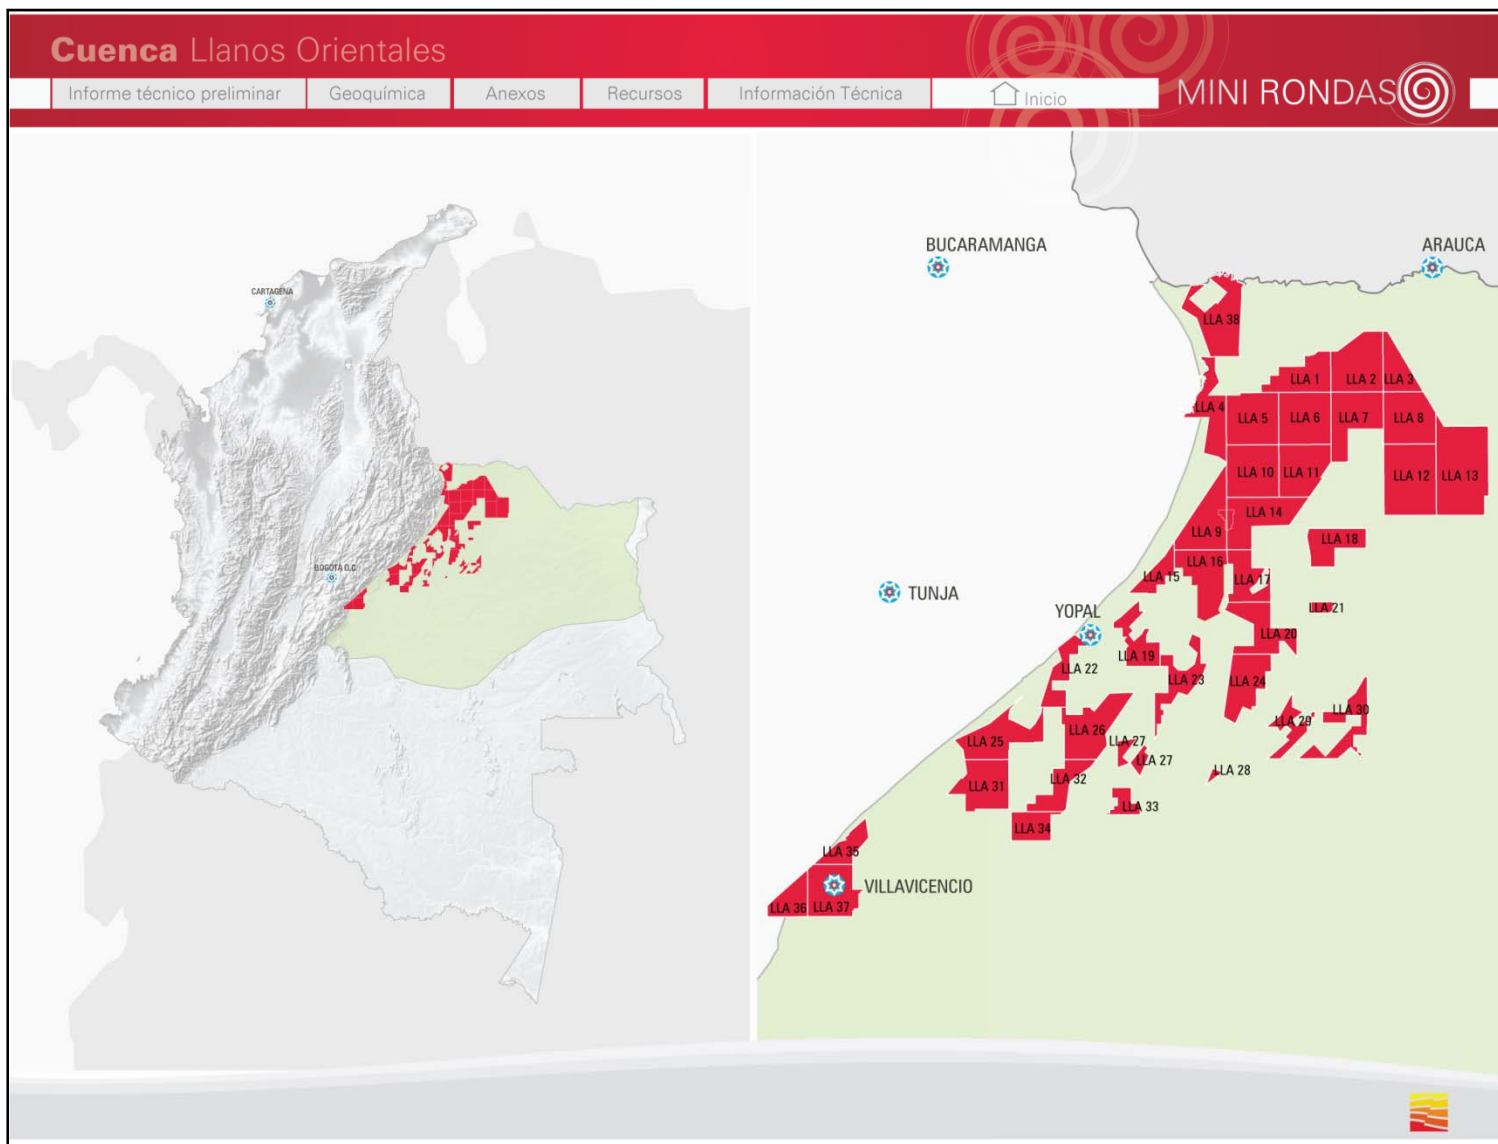 Cuenca Llanos Orientales
Informe técnico preliminar
Geoquímica
Anexos
Recursos
Información Técnica
Inicio
MINI RONDAS
CARTAGENA
BOGOTÁ D.C.
BUCARAMANGA
ARAUCA
LLA 38
LLA 1
LLA 2
LLA 3
LLA 4
LLA 5
LLA 6
LLA 7
LLA 8
LLA 10
LLA 11
LLA 12
LLA 13
LLA 14
LLA 9
LLA 18
LLA 16
LLA 15
LLA 17
TUNJA
YOPAL
LLA 21
LLA 20
LLA 19
LLA 22
LLA 23
LLA 24
LLA 30
LLA 29
LLA 26
LLA 25
LLA 27
LLA 27
LLA 28
LLA 32
LLA 31
LLA 33
LLA 34
LLA 35
VILLAVICENCIO
LLA 36
LLA 37